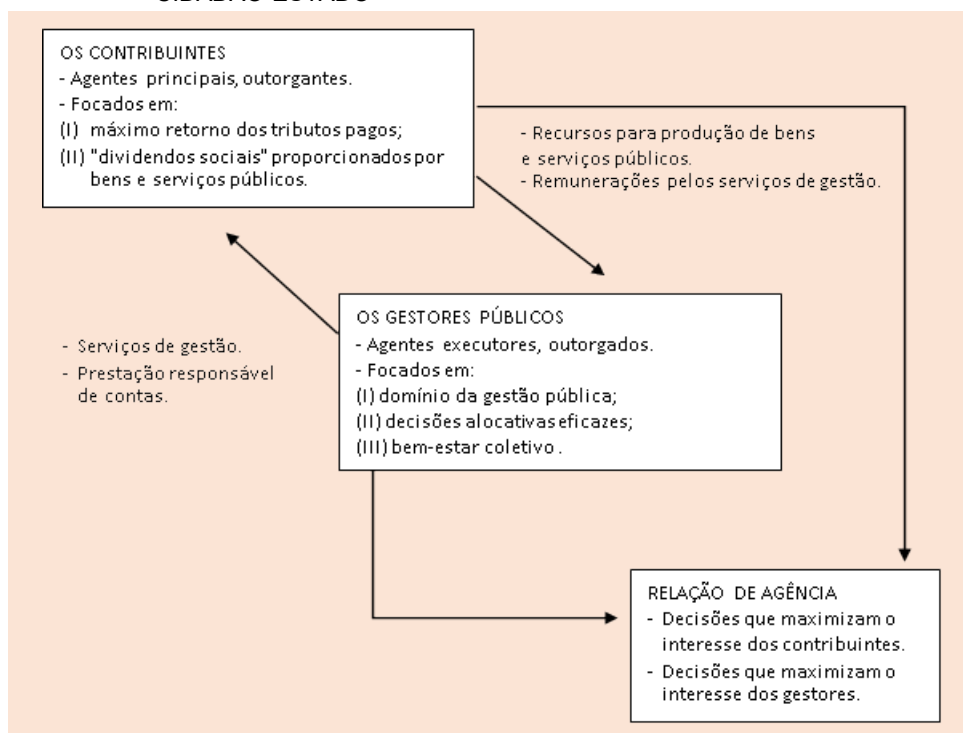 OS CONTRIBUINTES
- Agentes principais, outorgantes.
- Focados em:
(I) máximo retorno dos tributos pagos;
(II) "dividendos sociais" proporcionados por
bens e serviços públicos.
- Recursos para produção de bens
e serviços públicos.
- Remunerações pelos serviços de gestão.
OS GESTORES PÚBLICOS
- Agentes executores, outorgados.
- Focados em:
(I) domínio da gestão pública;
(II) decisões alocativas eficazes;
(III) bem-estar coletivo.
- Serviços de gestão.
- Prestação responsável
de contas.
RELAÇÃO DE AGÊNCIA
- Decisões que maximizam o
interesse dos contribuintes.
- Decisões que maximizam o
interesse dos gestores.